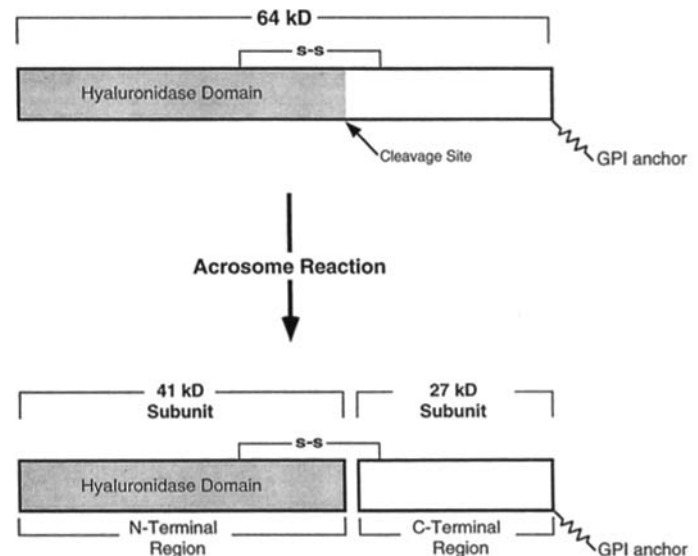 64 kD
s-s
Hyaluronidase Domain
Cleavage Site
GPI anchor
Acrosome Reaction
41 kD
Subunit
27 kD
Subunit
s-s
Hyaluronidase Domain
N-Terminal
Region
C-Terminal
Region
GPI anchor